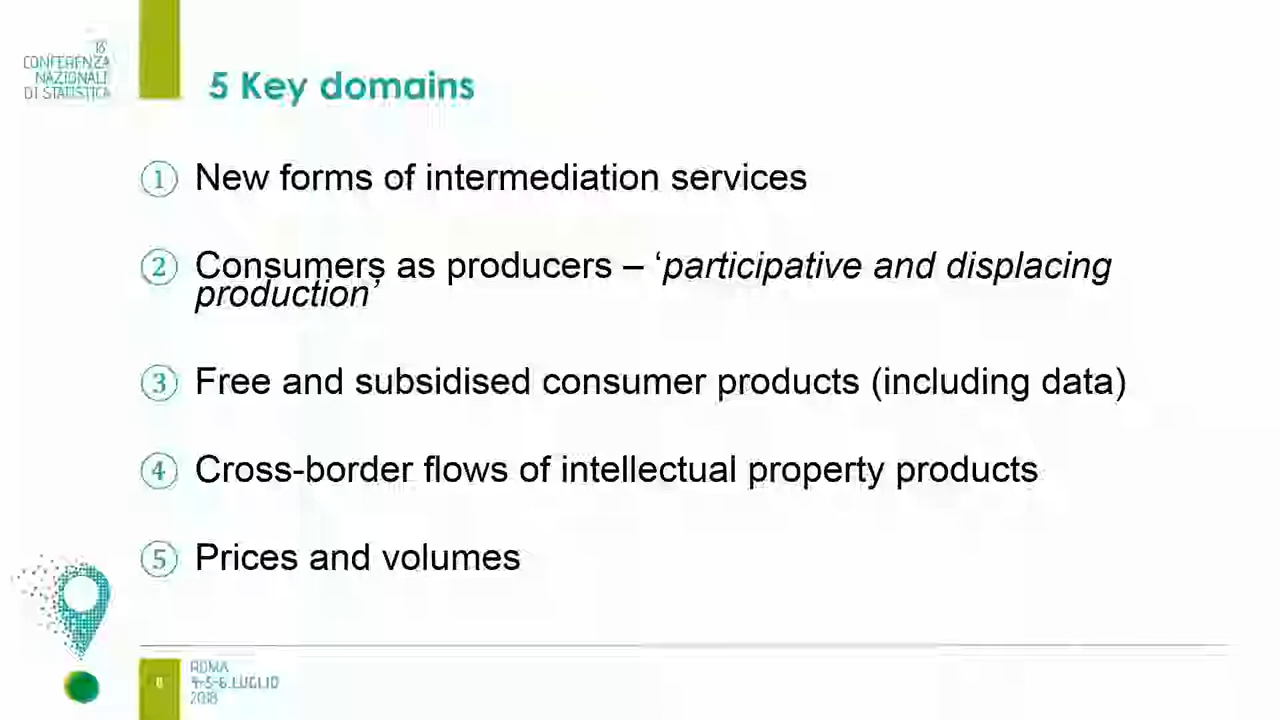 CONFERENZA
NAZIONALE
DI STATISTICA
5 Key domains
① New forms of intermediation services
② Consumers as producers – ‘participative and displacing
production’
③ Free and subsidised consumer products (including data)
④ Cross-border flows of intellectual property products
⑤ Prices and volumes
ROMA
4-5-6 LUGLIO
2018